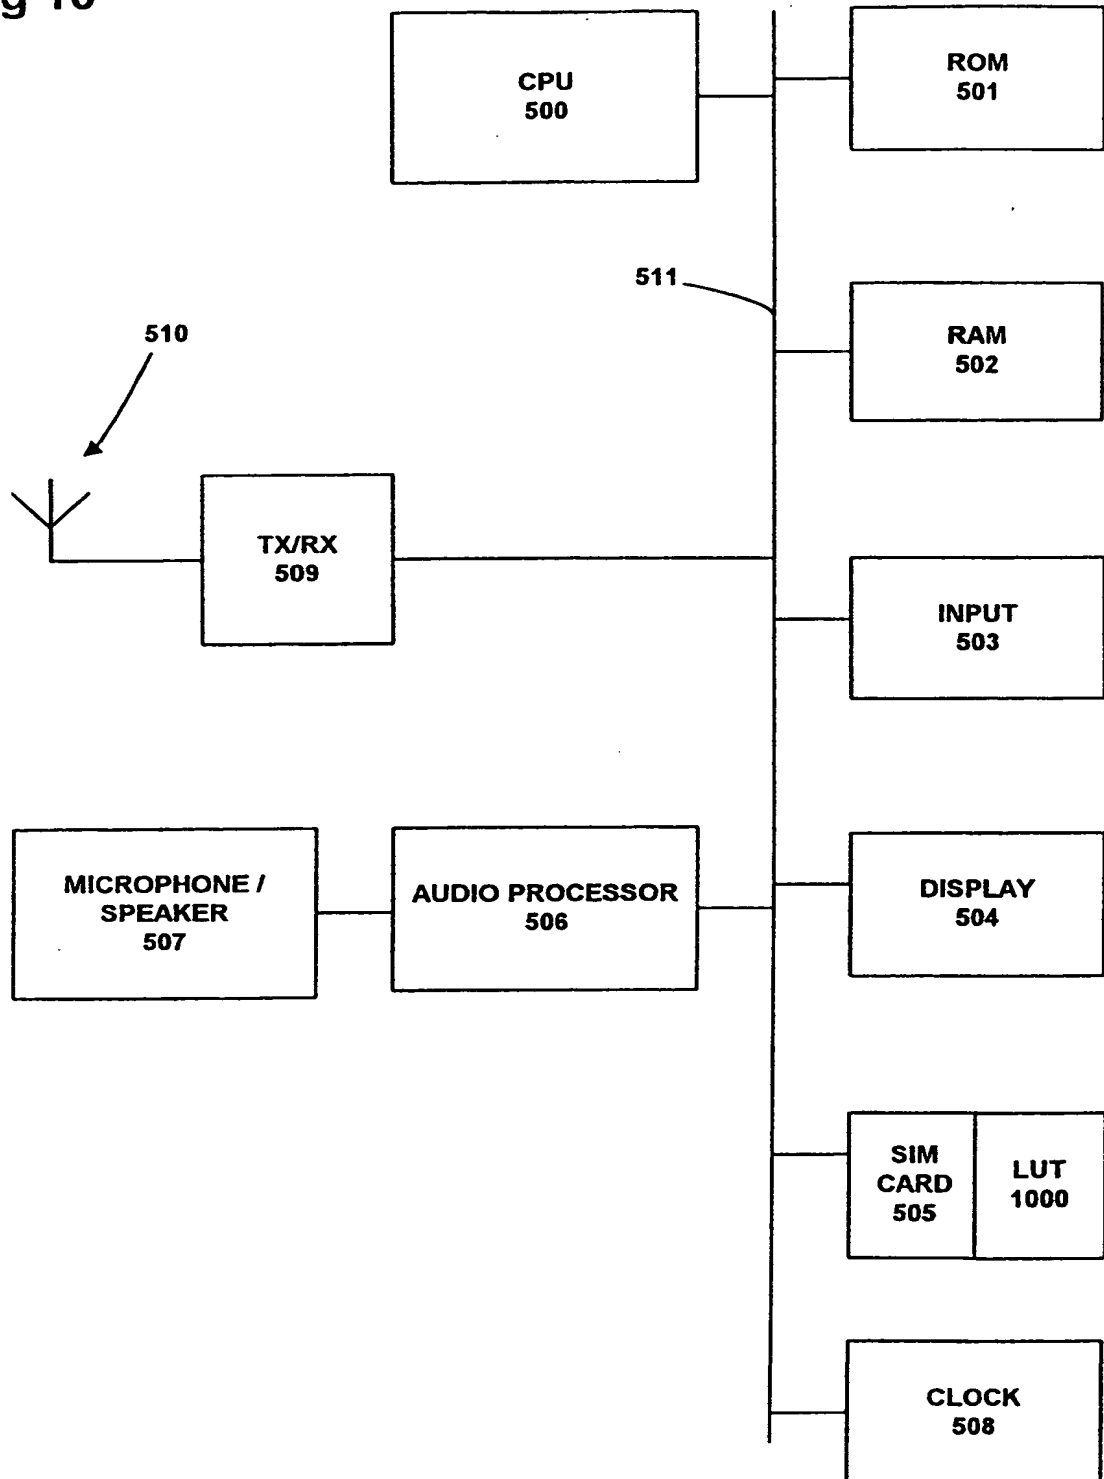 g 10
CPU
500
ROM
501
511
RAM
502
510
TX/RX
509
INPUT
503
MICROPHONE /
SPEAKER
507
AUDIO PROCESSOR
506
DISPLAY
504
SIM
CARD
505
LUT
1000
CLOCK
508